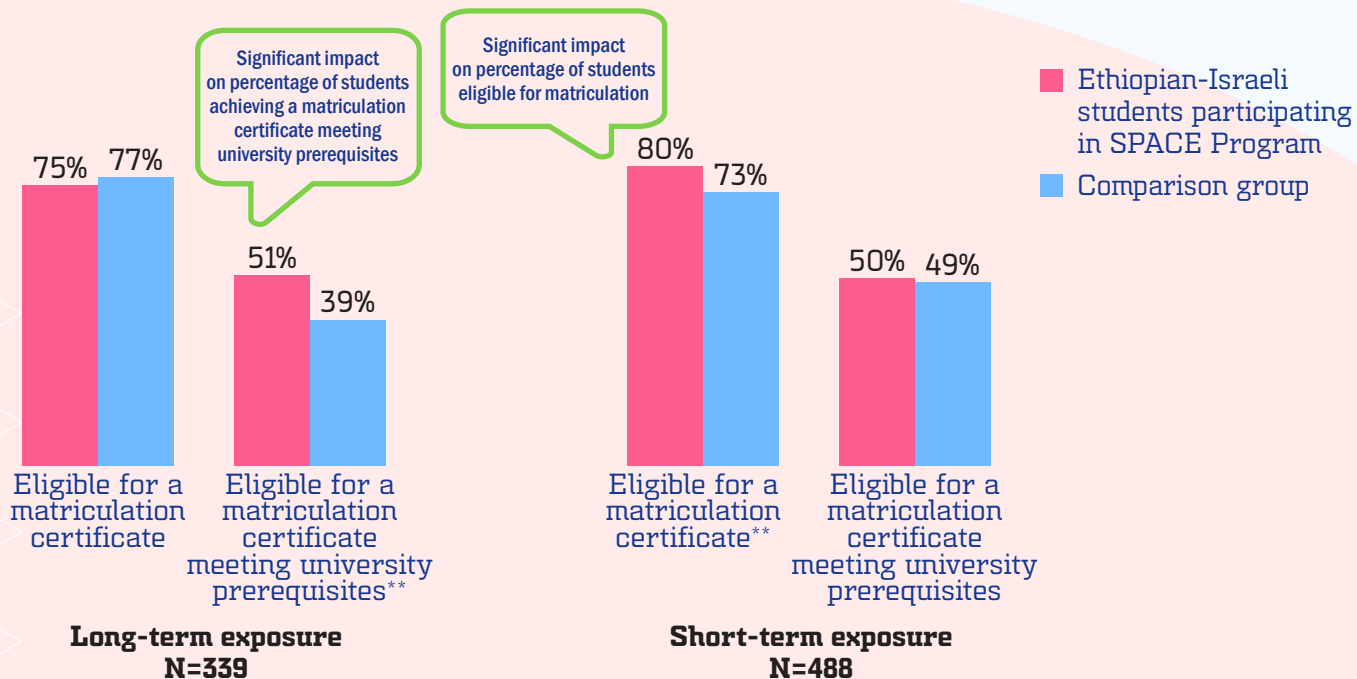 Significant impact
on percentage of students
achieving a matriculation
certificate meeting
university prerequisites
Significant impact
on percentage of students
eligible for matriculation
Ethiopian-Israeli
students participating
in SPACE Program
Comparison group
75%
77%
51%
39%
80%
73%
50%
49%
Eligible for a
matriculation
certificate
Eligible for a
matriculation
certificate
meeting university
prerequisites**
Eligible for a
matriculation
certificate**
Eligible for a
matriculation
certificate
meeting university
prerequisites
Long-term exposure
N=339
Short-term exposure
N=488